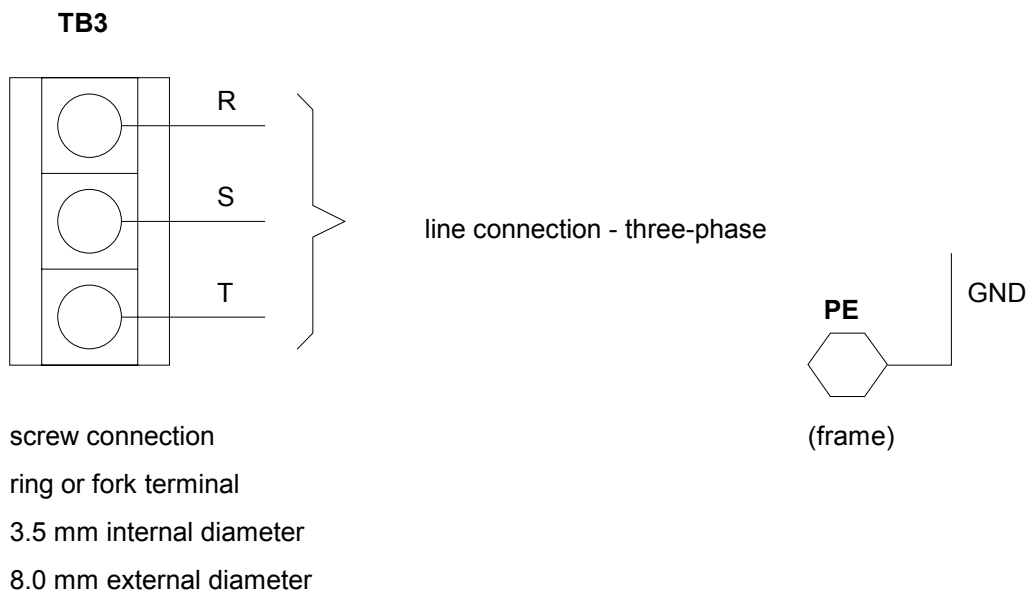 TB3
R
S
T
line connection - three-phase
PE
GND
(frame)
screw connection
ring or fork terminal
3.5 mm internal diameter
8.0 mm external diameter